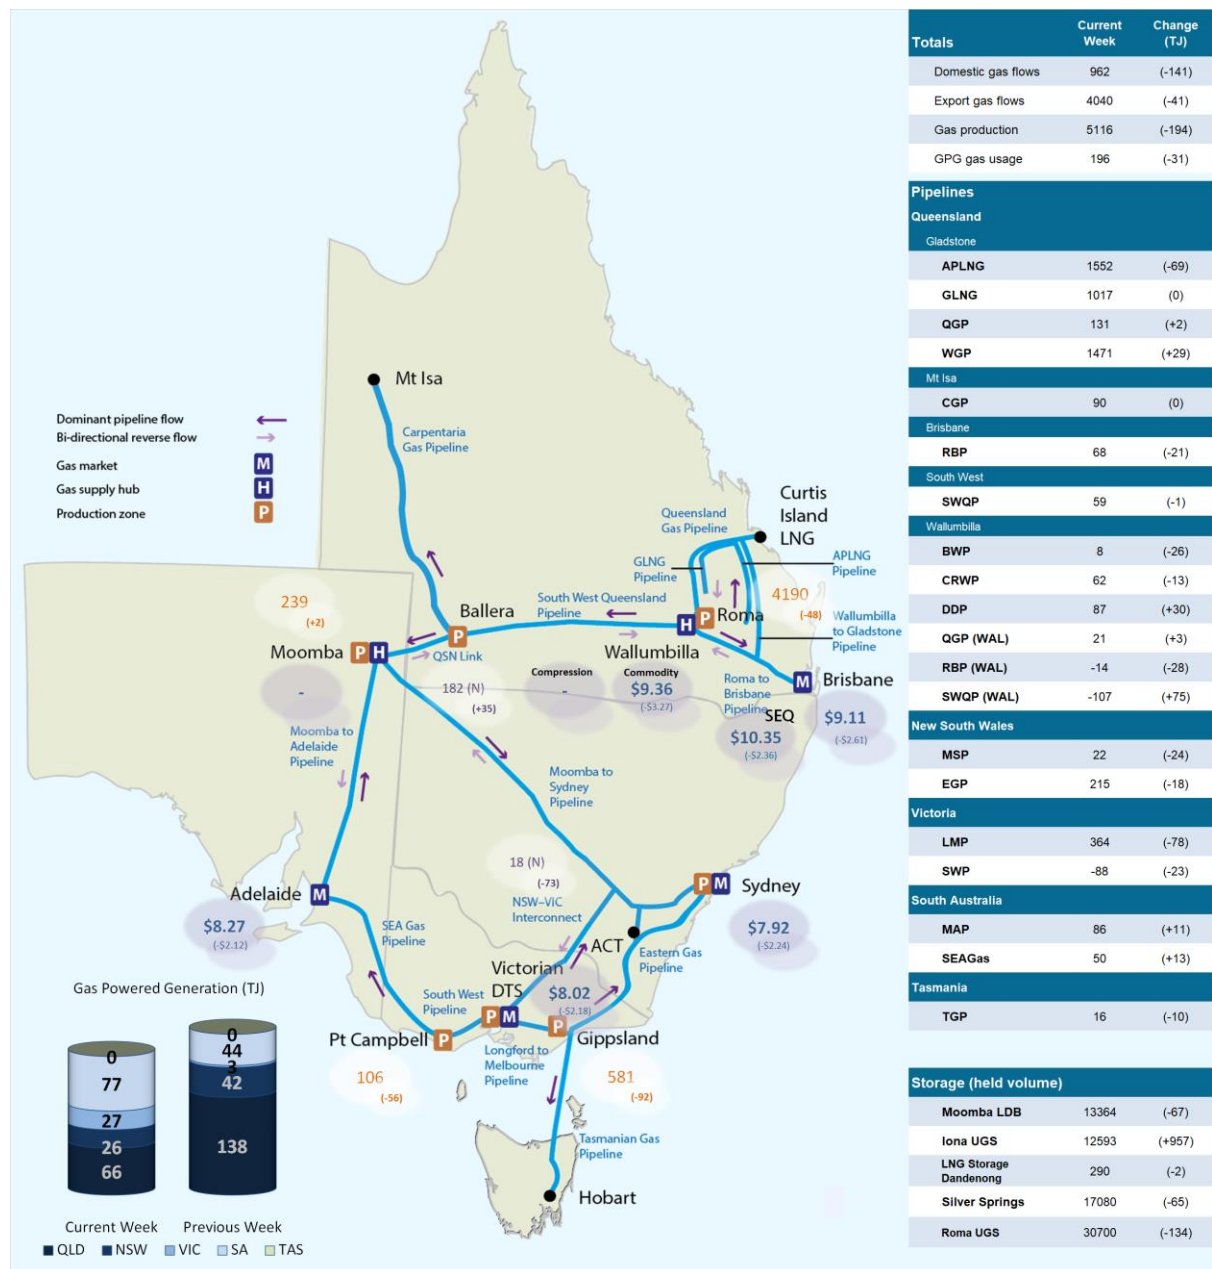 Dominant pipeline flow
Bi-directional reverse flow
Gas market M
Gas supply hub H
Production zone P
Mt Isa
Carpentaria
Gas Pipeline
Curtis
Island
LNG
Queensland
Gas Pipeline
GLNG
Pipeline
APLNG
Pipeline
4190
(-48)
Wallumbilla
to Gladstone
Pipeline
239
(+2)
Ballera
P
South West Queensland
Pipeline
H P Roma
Wallumbilla
Moomba P H
QSN Link
-
182 (N)
(+35)
Compression
-
Commodity
$9.36
(-$3.27)
Roma to
Brisbane
Pipeline
M Brisbane
SEQ
$10.35
(-$2.36)
$9.11
(-$2.61)
Moomba to
Adelaide
Pipeline
Moomba to
Sydney
Pipeline
18 (N)
(-73)
NSW–VIC
Interconnect
P M Sydney
$7.92
(-$2.24)
Adelaide M
$8.27
(-$2.12)
SEA Gas
Pipeline
ACT
Eastern Gas
Pipeline
Victorian
DTS
P M
$8.02
(-$2.18)
South West
Pipeline
Pt Campbell P
106
(-56)
P
Gippsland
Longford to
Melbourne
Pipeline
581
(-92)
Tasmanian Gas
Pipeline
Hobart
Gas Powered Generation (TJ)
0
77
27
26
66
0
44
3
42
138
Current Week Previous Week
QLD NSW VIC SA TAS
Totals Current Week Change (TJ)
Domestic gas flows 962 (-141)
Export gas flows 4040 (-41)
Gas production 5116 (-194)
GPG gas usage 196 (-31)
Pipelines
Queensland
Gladstone
APLNG 1552 (-69)
GLNG 1017 (0)
QGP 131 (+2)
WGP 1471 (+29)
Mt Isa
CGP 90 (0)
Brisbane
RBP 68 (-21)
South West
SWQP 59 (-1)
Wallumbilla
BWP 8 (-26)
CRWP 62 (-13)
DDP 87 (+30)
QGP (WAL) 21 (+3)
RBP (WAL) -14 (-28)
SWQP (WAL) -107 (+75)
New South Wales
MSP 22 (-24)
EGP 215 (-18)
Victoria
LMP 364 (-78)
SWP -88 (-23)
South Australia
MAP 86 (+11)
SEAGas 50 (+13)
Tasmania
TGP 16 (-10)
Storage (held volume)
Moomba LDB 13364 (-67)
Iona UGS 12593 (+957)
LNG Storage
Dandenong 290 (-2)
Silver Springs 17080 (-65)
Roma UGS 30700 (-134)